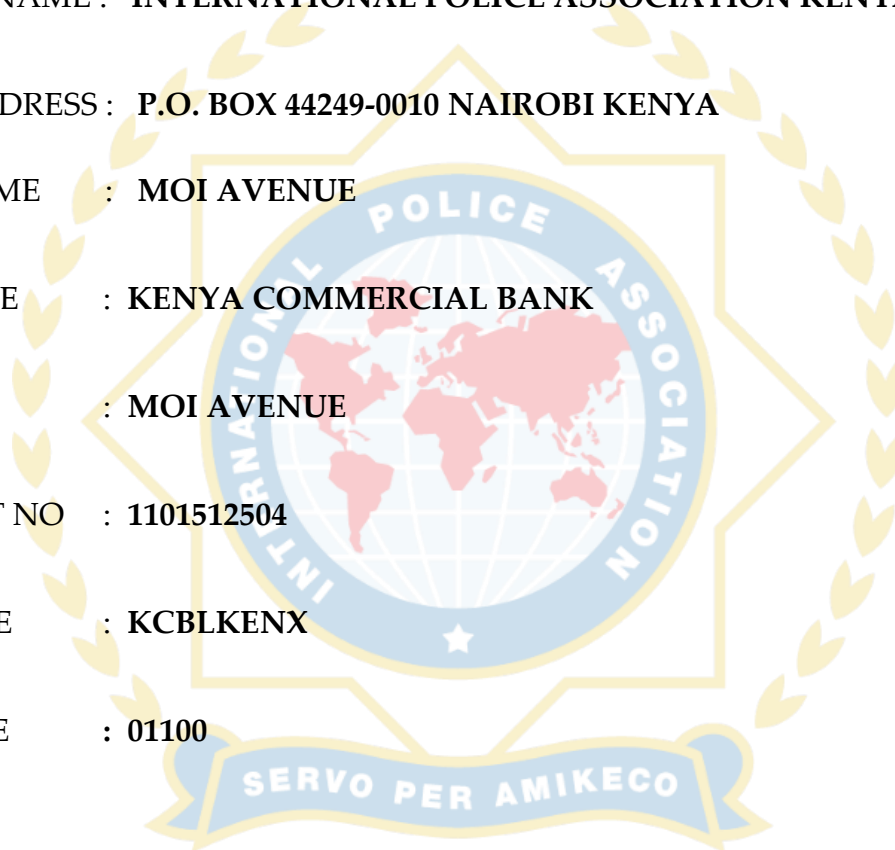 NAME : INTERNATIONAL POLICE ASSOCIATION KENYA
DRESS : P.O. BOX 44249-0010 NAIROBI KENYA
ME : MOI AVENUE
E : KENYA COMMERCIAL BANK
: MOI AVENUE
T NO : 1101512504
E : KCBLKENX
E : 01100
INTERNATIONAL POLICE ASSOCIATION
SERVO PER AMIKECO